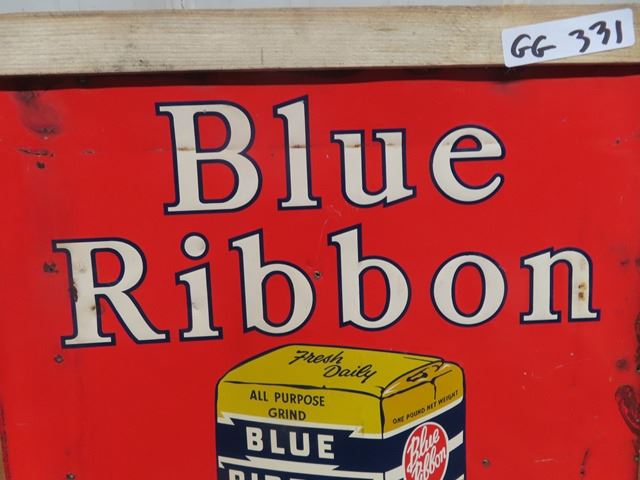 GG 331
Blue
Ribbon
Fresh
Daily
ALL PURPOSE
GRIND
ONE POUND NET WEIGHT
BLUE
Blue
Ribbon